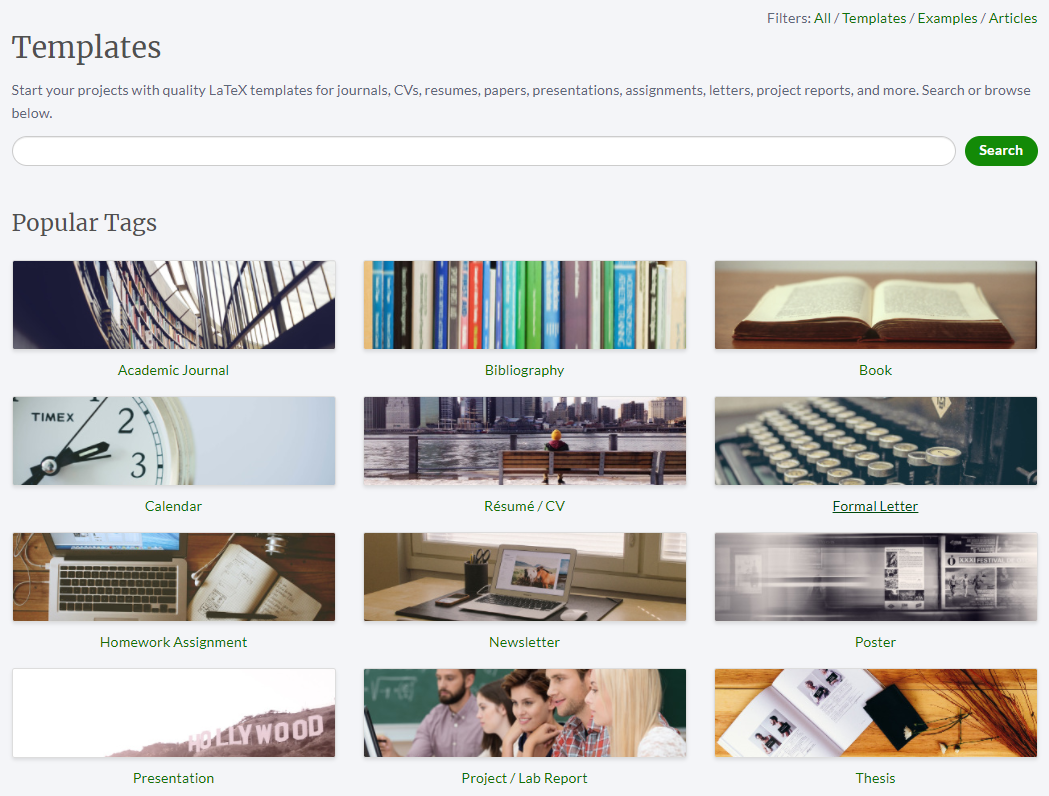 Filters: All / Templates / Examples / Articles
Templates
Start your projects with quality LaTeX templates for journals, CVs, resumes, papers, presentations, assignments, letters, project reports, and more. Search or browse
below.
Search
Popular Tags
Academic Journal
Bibliography
Book
TIMEX
2
3
Calendar
Résumé / CV
Formal Letter
Homework Assignment
Newsletter
Poster
HOLLYWOOD
Presentation
Project / Lab Report
Thesis